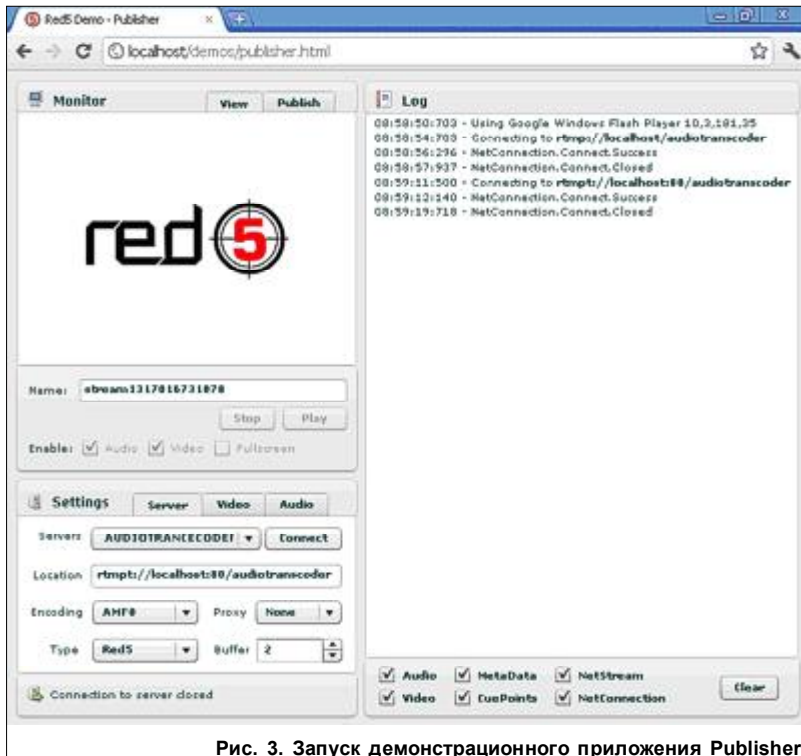 Red5 Demo - Publisher
localhost/demos/publisher.html
Monitor
View
Publish
red5
Name:
stream1317016731078
Stop
Play
Enable:
Audio
Video
Fullscreen
Settings
Server
Video
Audio
Servers
AUDIOTRANCECODER
Connect
Location
rtmpt://localhost:80/audiotranscoder
Encoding
AMF0
Proxy
None
Type
Red5
Buffer
2
Connection to server closed
Log
08:58:50:703 - Using Google Windows Flash Player 10,3,181,35
08:58:54:703 - Connecting to rtmp://localhost/audiotranscoder
08:58:56:296 - NetConnection.Connect.Success
08:58:57:937 - NetConnection.Connect.Closed
08:59:11:500 - Connecting to rtmpt://localhost:80/audiotranscoder
08:59:12:140 - NetConnection.Connect.Success
08:59:19:718 - NetConnection.Connect.Closed
Audio
MetaData
NetStream
Video
CuePoints
NetConnection
Clear
Рис. 3. Запуск демонстрационного приложения Publisher